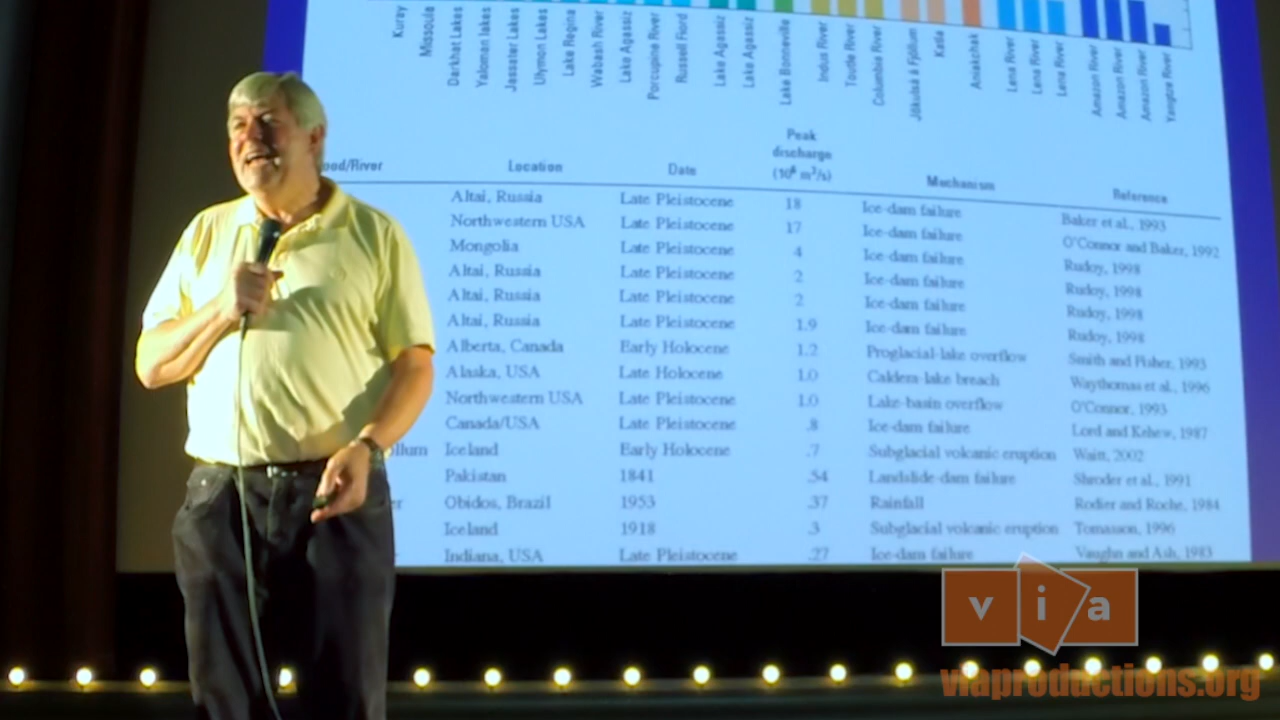 Kuray
Missoula
Darkhat Lakes
Yaloman lakes
Jassater Lakes
Ulymon Lakes
Lake Regina
Wabash River
Lake Agassiz
Porcupine River
Russell Fiord
Lake Agassiz
Lake Agassiz
Lake Bonneville
Indus River
Toude River
Columbia River
Jökulsá á Fjöllum
Katla
Aniakchak
Lena River
Lena River
Lena River
Amazon River
Amazon River
Amazon River
Yangtze River
ood/River Location Date Peak discharge (10⁶ m³/s) Mechanism Reference
Altai, Russia Late Pleistocene 18 Ice-dam failure Baker et al., 1993
Northwestern USA Late Pleistocene 17 Ice-dam failure O'Connor and Baker, 1992
Mongolia Late Pleistocene 4 Ice-dam failure Rudoy, 1998
Altai, Russia Late Pleistocene 2 Ice-dam failure Rudoy, 1998
Altai, Russia Late Pleistocene 2 Ice-dam failure Rudoy, 1998
Altai, Russia Late Pleistocene 1.9 Ice-dam failure Rudoy, 1998
Alberta, Canada Early Holocene 1.2 Proglacial-lake overflow Smith and Fisher, 1993
Alaska, USA Late Holocene 1.0 Caldera-lake breach Waythomas et al., 1996
Northwestern USA Late Pleistocene 1.0 Lake-basin overflow O'Connor, 1993
Canada/USA Late Pleistocene .8 Ice-dam failure Lord and Kehew, 1987
ollum Iceland Early Holocene .7 Subglacial volcanic eruption Waitt, 2002
Pakistan 1841 .54 Landslide-dam failure Shroder et al., 1991
er Obidos, Brazil 1953 .37 Rainfall Rodier and Roche, 1984
Iceland 1918 .3 Subglacial volcanic eruption Tomasson, 1996
Indiana, USA Late Pleistocene .27 Ice-dam failure Vaughn and Ash, 1983
via
viaproductions.org